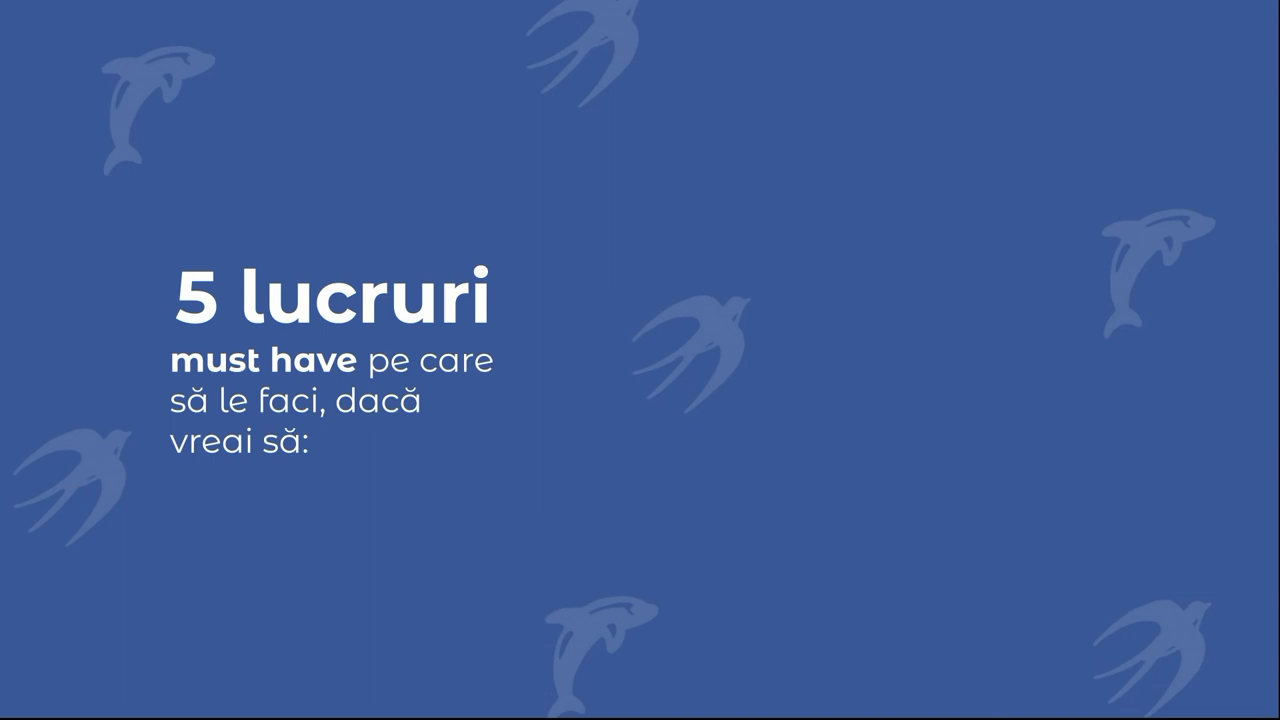 5 lucruri
must have pe care
să le faci, dacă
vreai să: